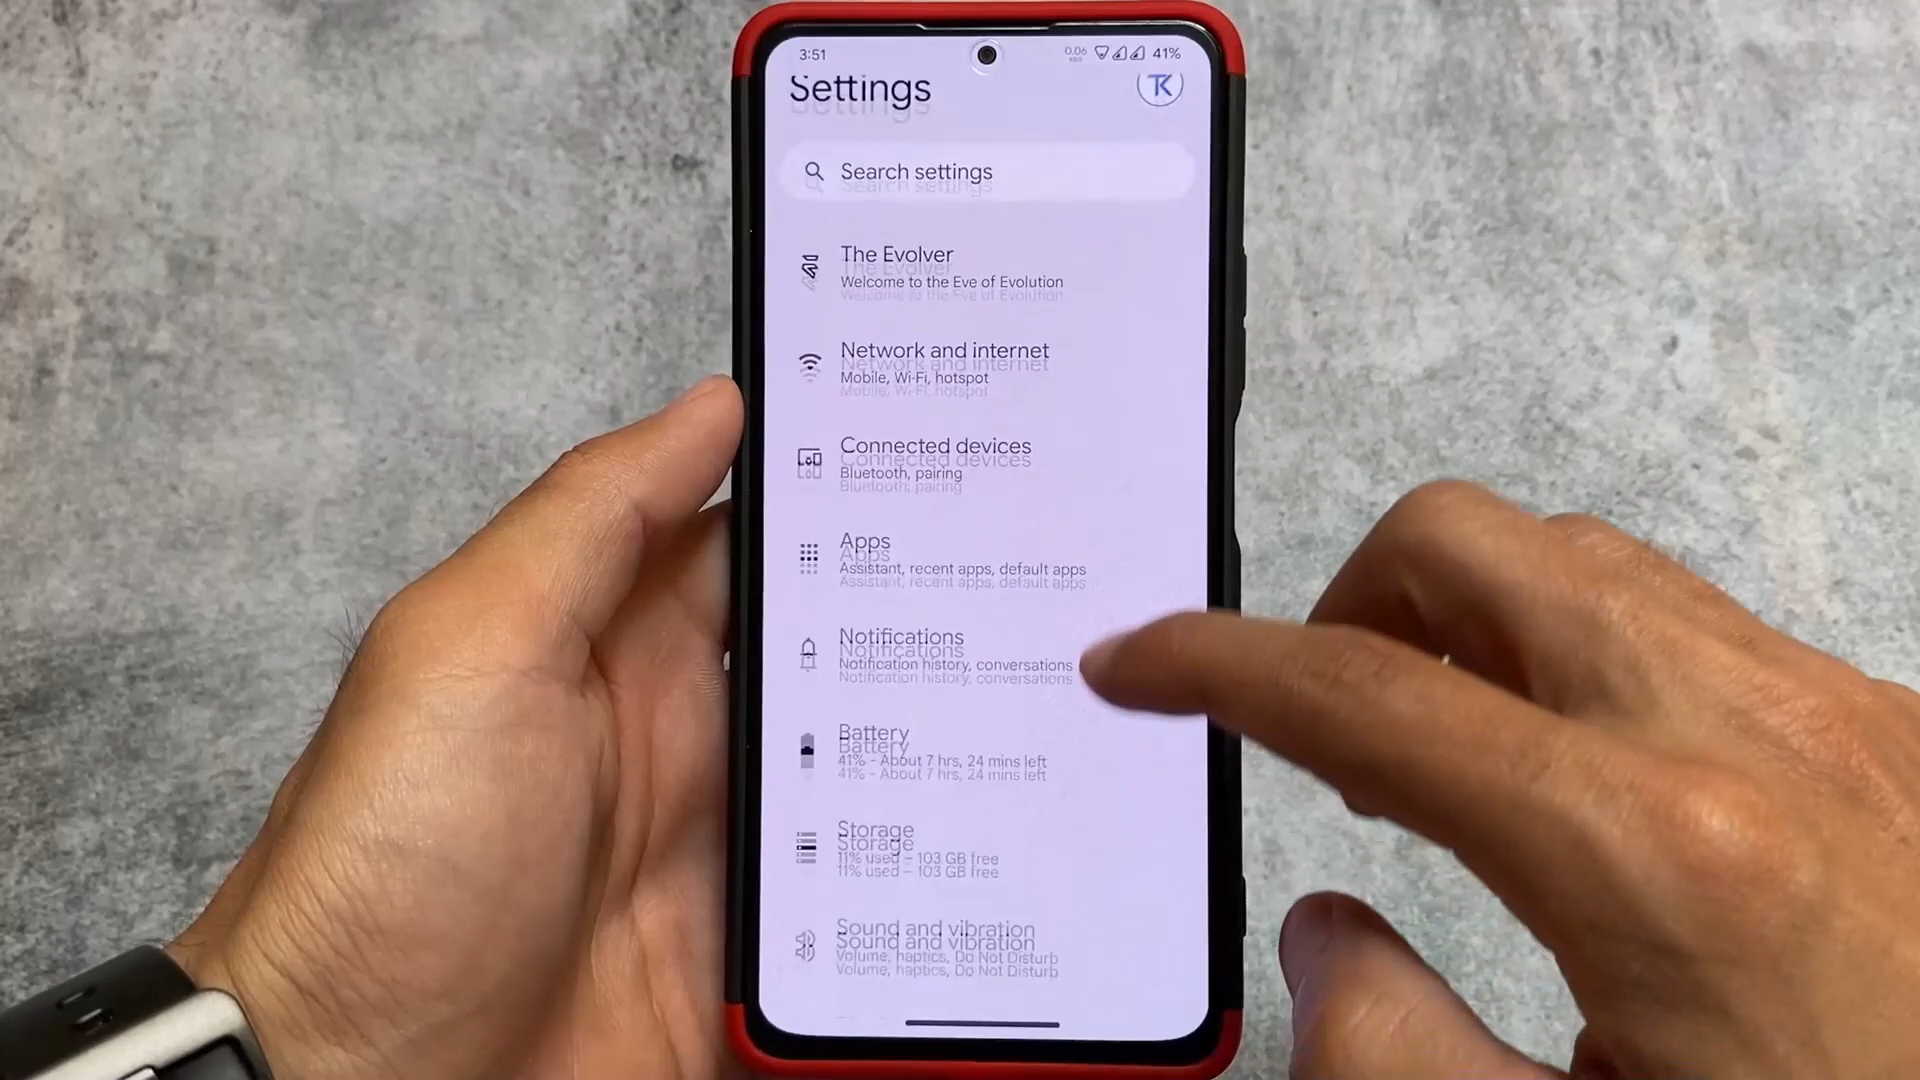 3:51
0.06
41%
Settings
TK
Search settings
The Evolver
Welcome to the Eve of Evolution
Network and internet
Mobile, Wi-Fi, hotspot
Connected devices
Bluetooth, pairing
Apps
Assistant, recent apps, default apps
Notifications
Notification history, conversations
Battery
41% - About 7 hrs, 24 mins left
Storage
11% used – 103 GB free
Sound and vibration
Volume, haptics, Do Not Disturb